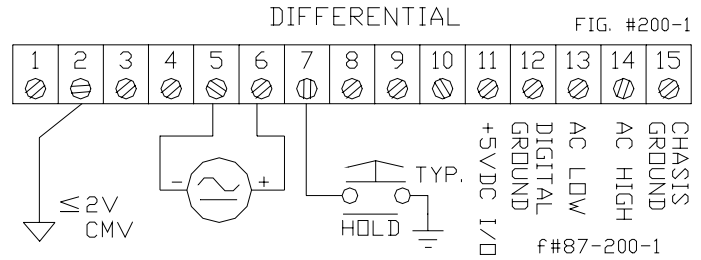 DIFFERENTIAL
FIG. #200-1
1 2 3 4 5 6 7 8 9 10 11 12 13 14 15
- +
TYP.
HOLD
≤2V
CMV
+5VDC I/O
DIGITAL
GROUND
AC LOW
AC HIGH
CHASIS
GROUND
f#87-200-1